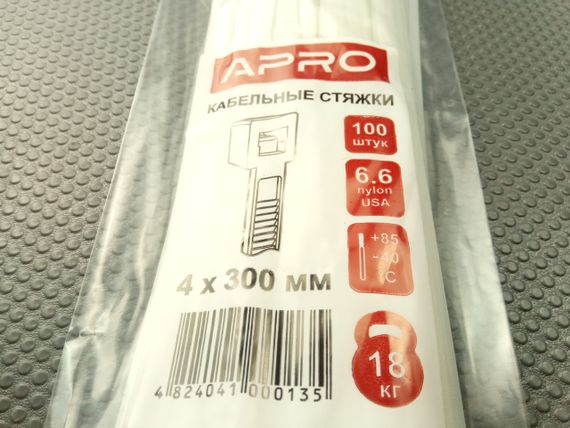 APRO
КАБЕЛЬНЫЕ СТЯЖКИ
100
штук
6.6
nylon
USA
+85
-40
°C
4 x 300 мм
4 824041 000135
18
кг